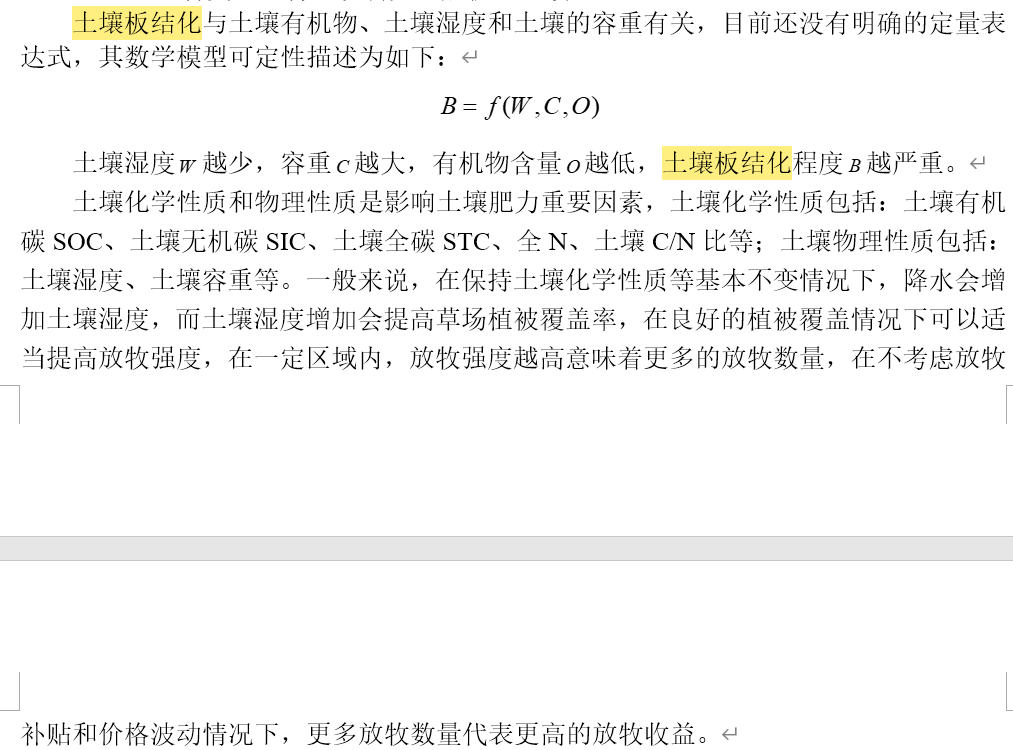 土壤板结化与土壤有机物、土壤湿度和土壤的容重有关，目前还没有明确的定量表
达式，其数学模型可定性描述为如下：
B = f(W,C,O)
土壤湿度W越少，容重C越大，有机物含量O越低，土壤板结化程度B越严重。
土壤化学性质和物理性质是影响土壤肥力重要因素，土壤化学性质包括：土壤有机
碳 SOC、土壤无机碳 SIC、土壤全碳 STC、全 N、土壤 C/N 比等；土壤物理性质包括：
土壤湿度、土壤容重等。一般来说，在保持土壤化学性质等基本不变情况下，降水会增
加土壤湿度，而土壤湿度增加会提高草场植被覆盖率，在良好的植被覆盖情况下可以适
当提高放牧强度，在一定区域内，放牧强度越高意味着更多的放牧数量，在不考虑放牧
补贴和价格波动情况下，更多放牧数量代表更高的放牧收益。